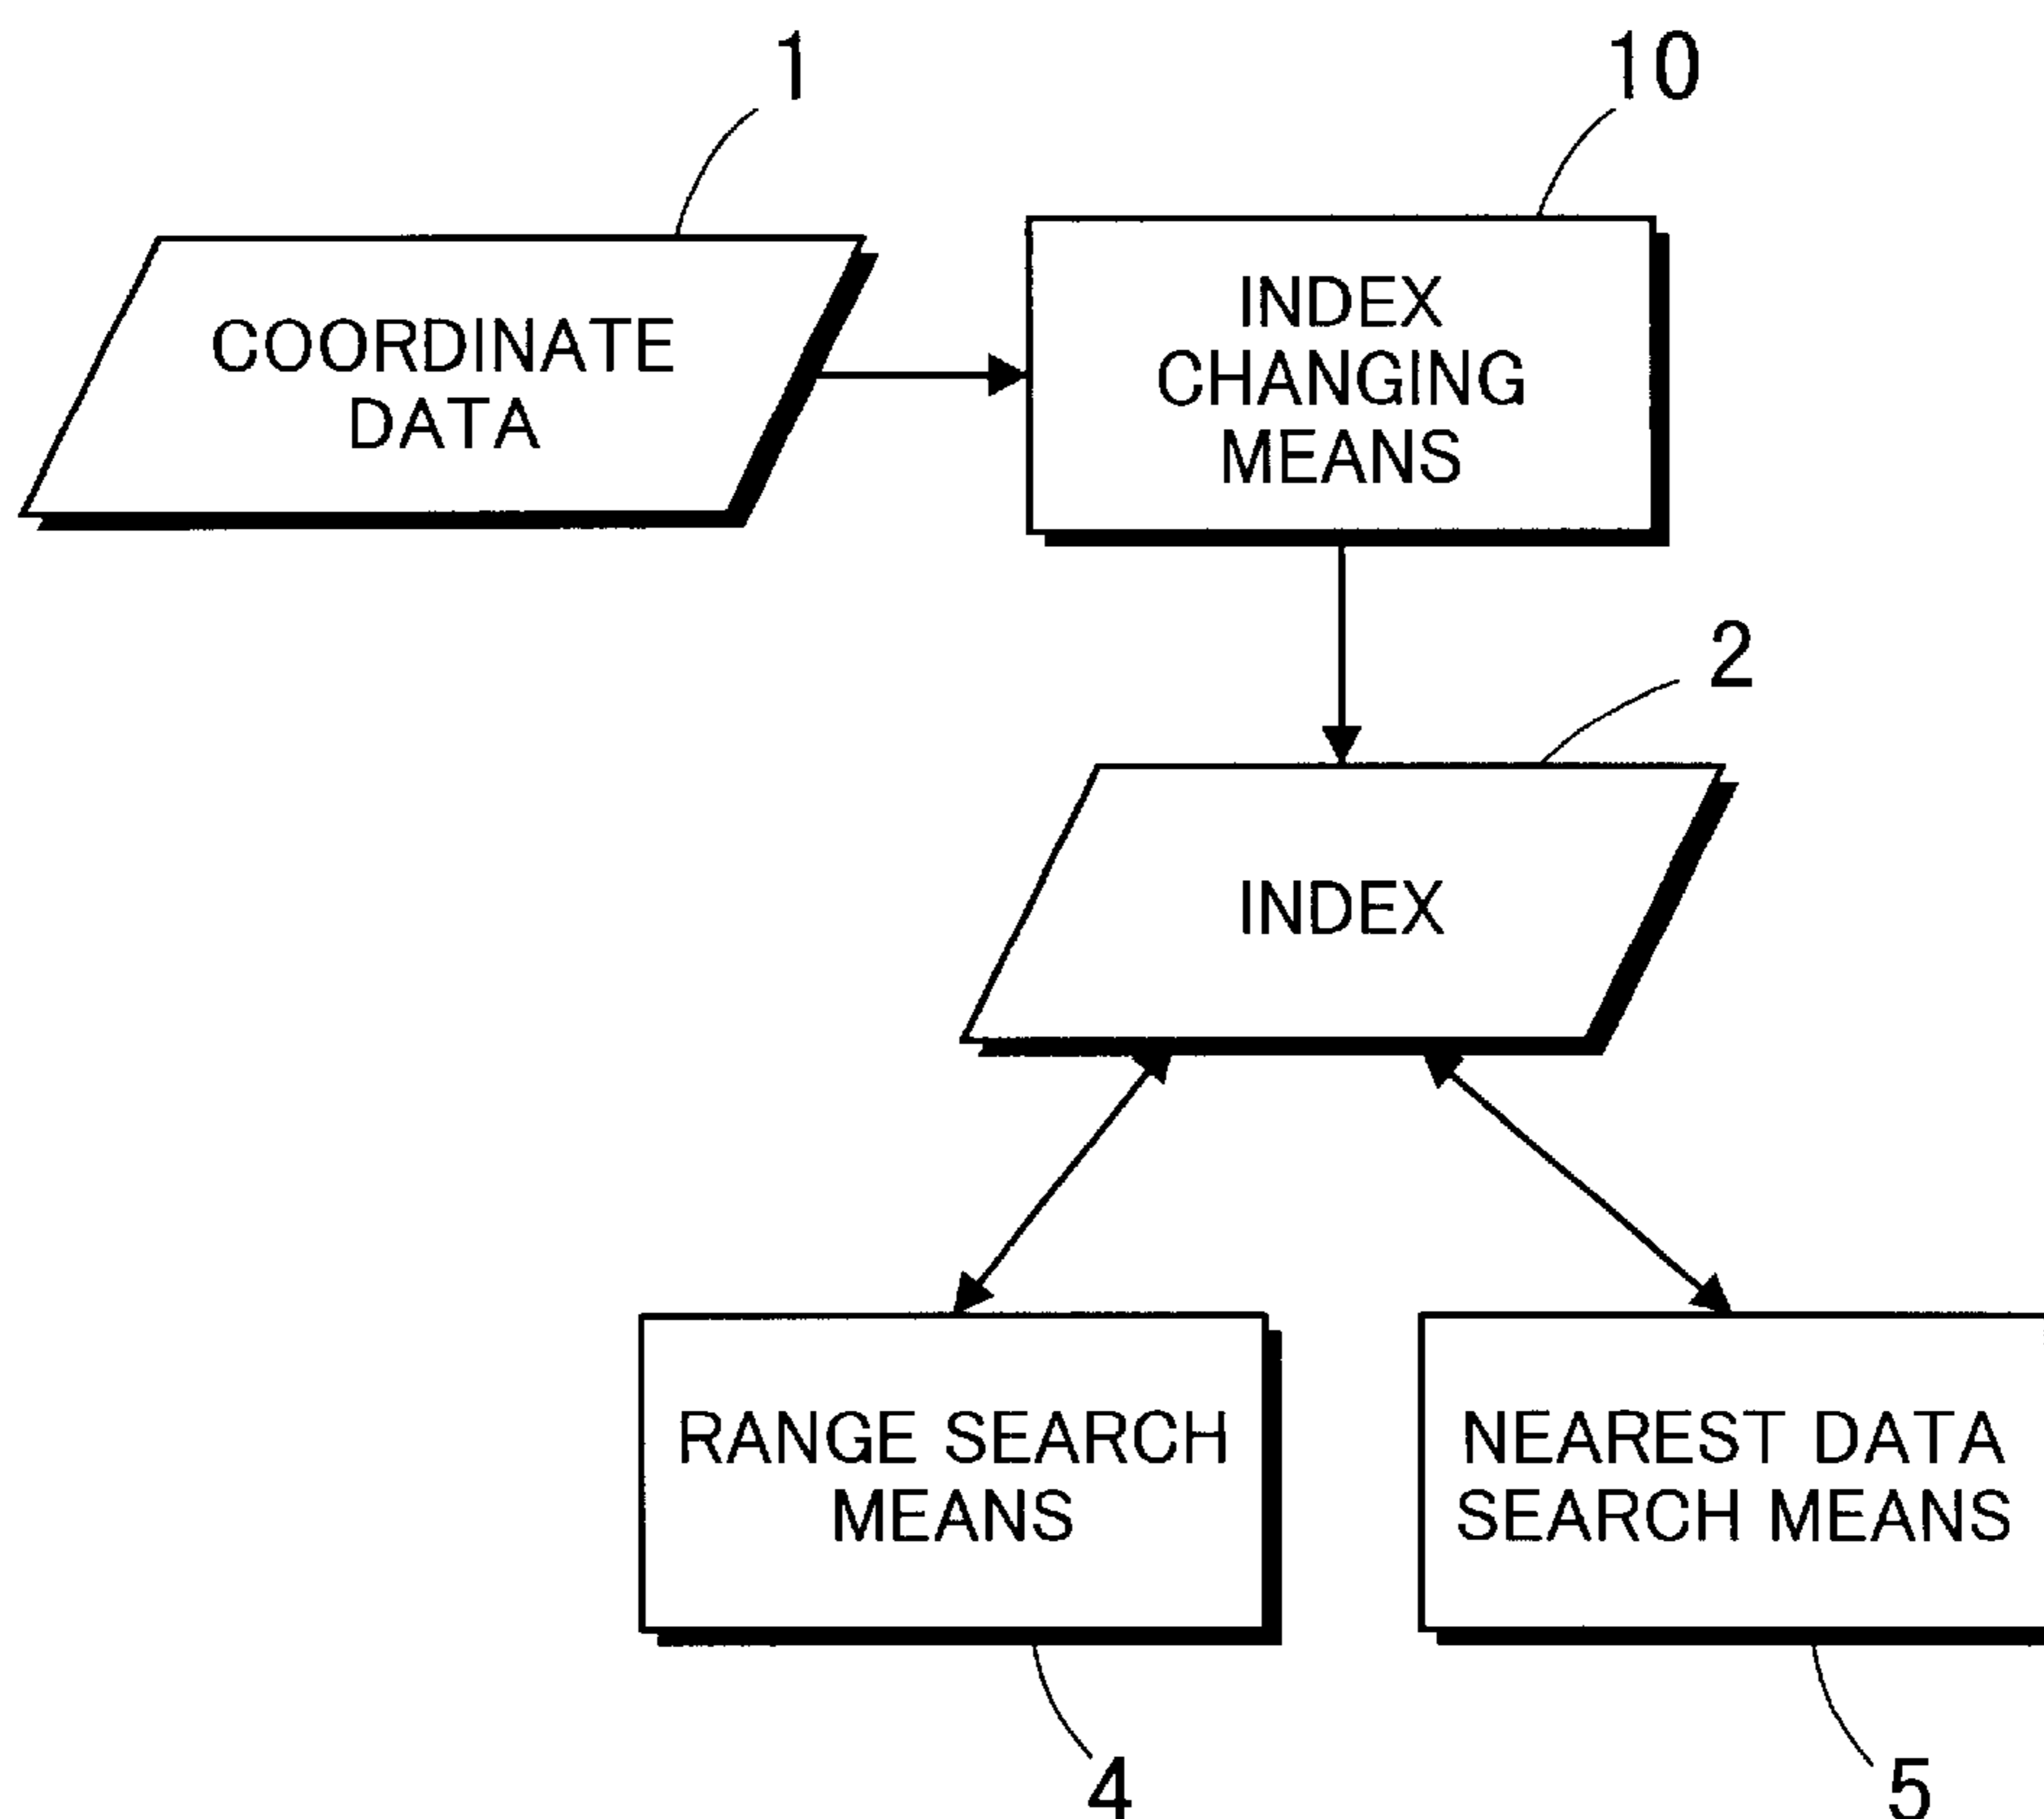 1
10
COORDINATE
DATA
INDEX
CHANGING
MEANS
2
INDEX
RANGE SEARCH
MEANS
NEAREST DATA
SEARCH MEANS
4
5